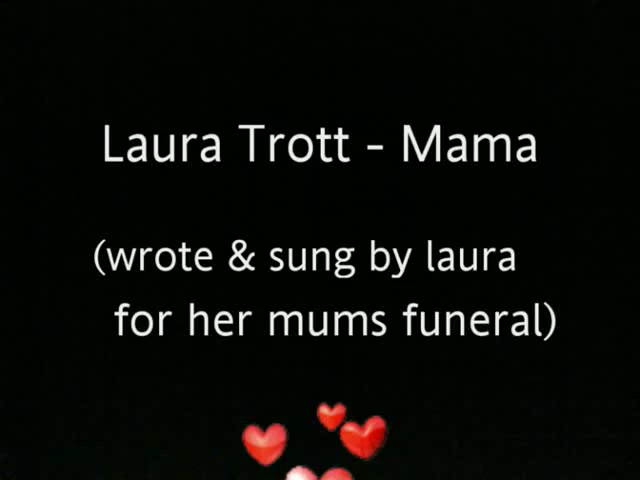 Laura Trott - Mama
(wrote & sung by laura
for her mums funeral)